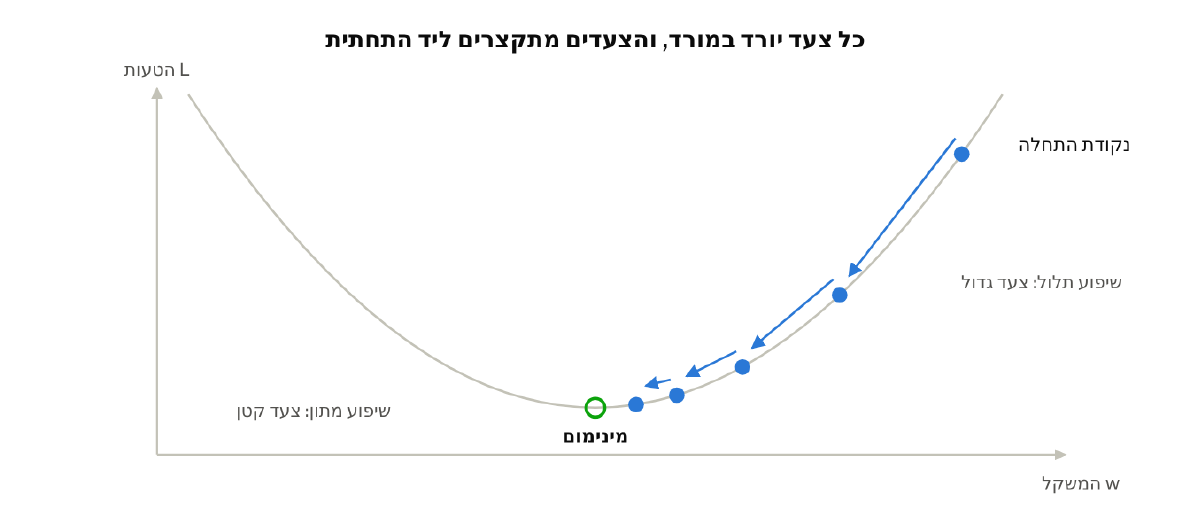 כל צעד יורד במורד, והצעדים מתקצרים ליד התחתית
הטעות L
נקודת התחלה
שיפוע תלול: צעד גדול
שיפוע מתון: צעד קטן
מינימום
המשקל w